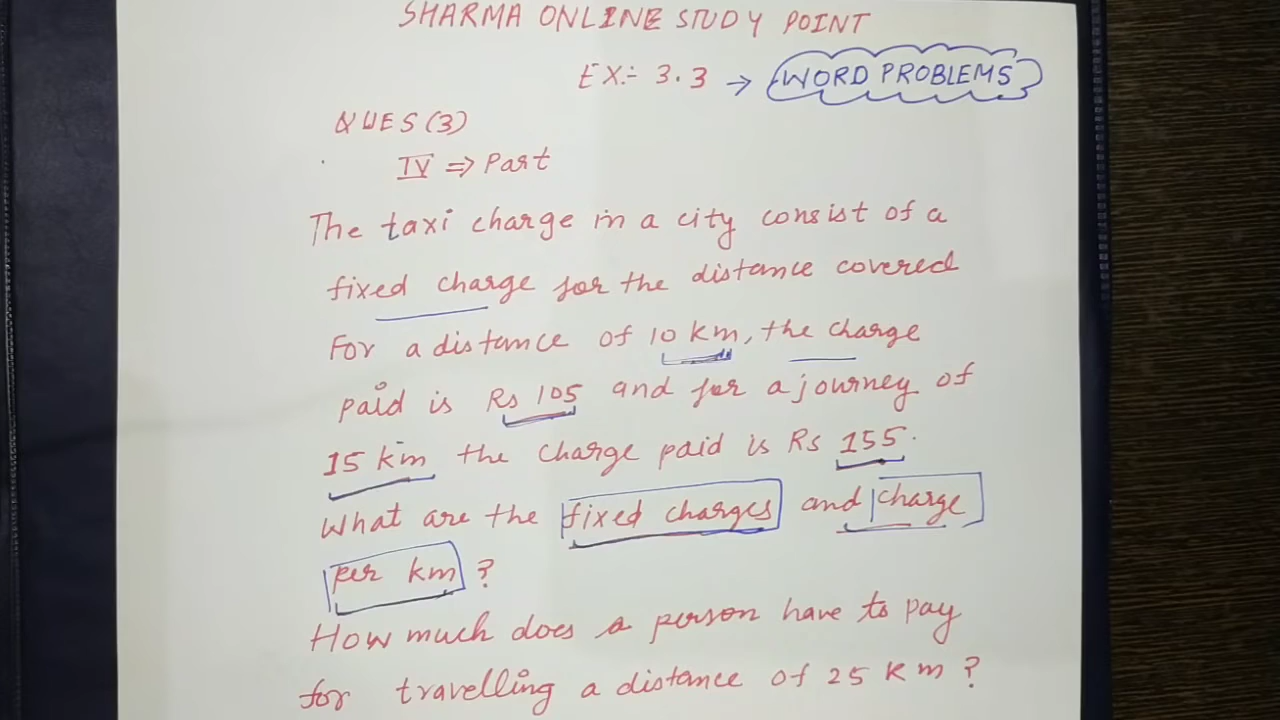 SHARMA ONLINE STUDY POINT
EX:- 3.3 → WORD PROBLEMS
QUES (3)
IV ⇒ Part
The taxi charge in a city consist of a
fixed charge for the distance covered
For a distance of 10 km, the charge
paid is Rs 105 and for a journey of
15 km the charge paid is Rs 155.
What are the fixed charges and charge
per km ?
How much does a person have to pay
for travelling a distance of 25 km ?